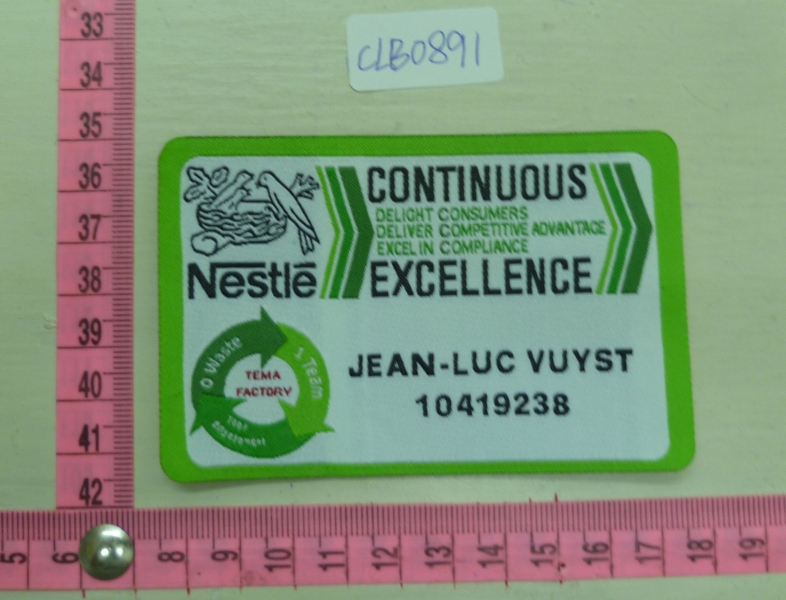 CLB0891
33
34
35
36
37
38
39
40
41
42
CONTINUOUS
DELIGHT CONSUMERS
DELIVER COMPETITIVE ADVANTAGE
EXCEL IN COMPLIANCE
EXCELLENCE
Nestlé
0 Waste
1 Team
TEMA
FACTORY
100%
JEAN-LUC VUYST
10419238
5 6 8 9 10 11 12 13 14 15 16 17 18 19